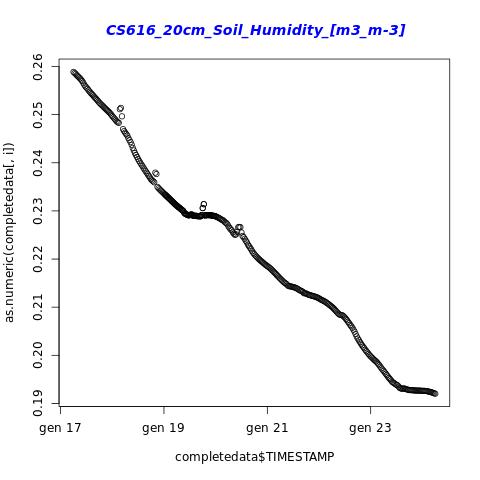 CS616_20cm_Soil_Humidity_[m3_m-3]
as.numeric(completedata[, i])
0.26
0.25
0.24
0.23
0.22
0.21
0.20
0.19
gen 17
gen 19
gen 21
gen 23
completedata$TIMESTAMP